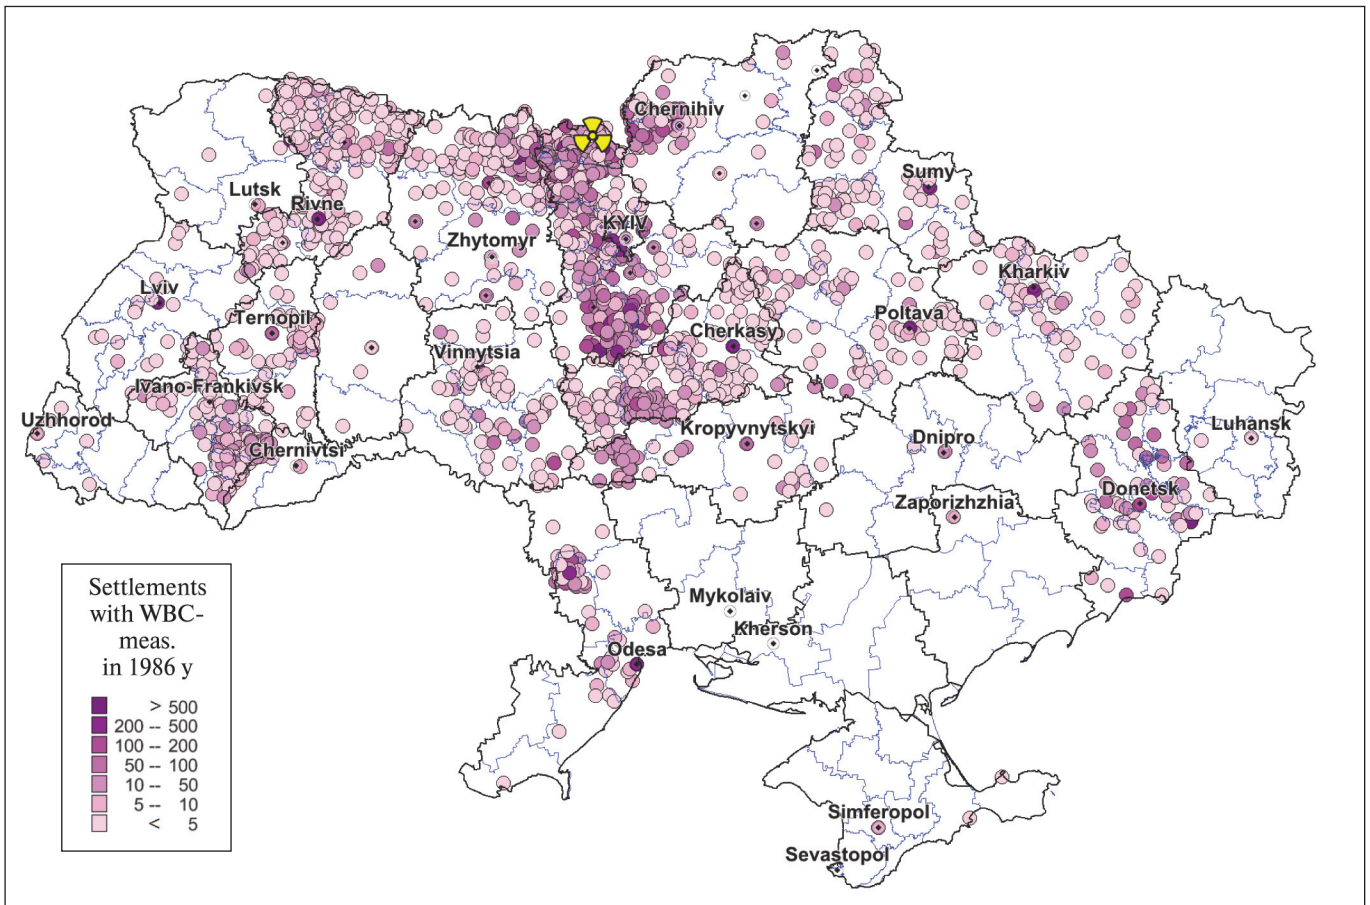 Chernihiv
Sumy
Lutsk
Rivne
KYIV
Zhytomyr
Kharkiv
Lviv
Ternopil
Poltava
Cherkasy
Vinnytsia
Ivano-Frankivsk
Uzhhorod
Kropyvnytskyi
Dnipro
Luhansk
Chernivtsi
Donetsk
Zaporizhzhia
Mykolaiv
Kherson
Odesa
Simferopol
Sevastopol
Settlements
with WBC-
meas.
in 1986 y
> 500
200 -- 500
100 -- 200
50 -- 100
10 -- 50
5 -- 10
< 5